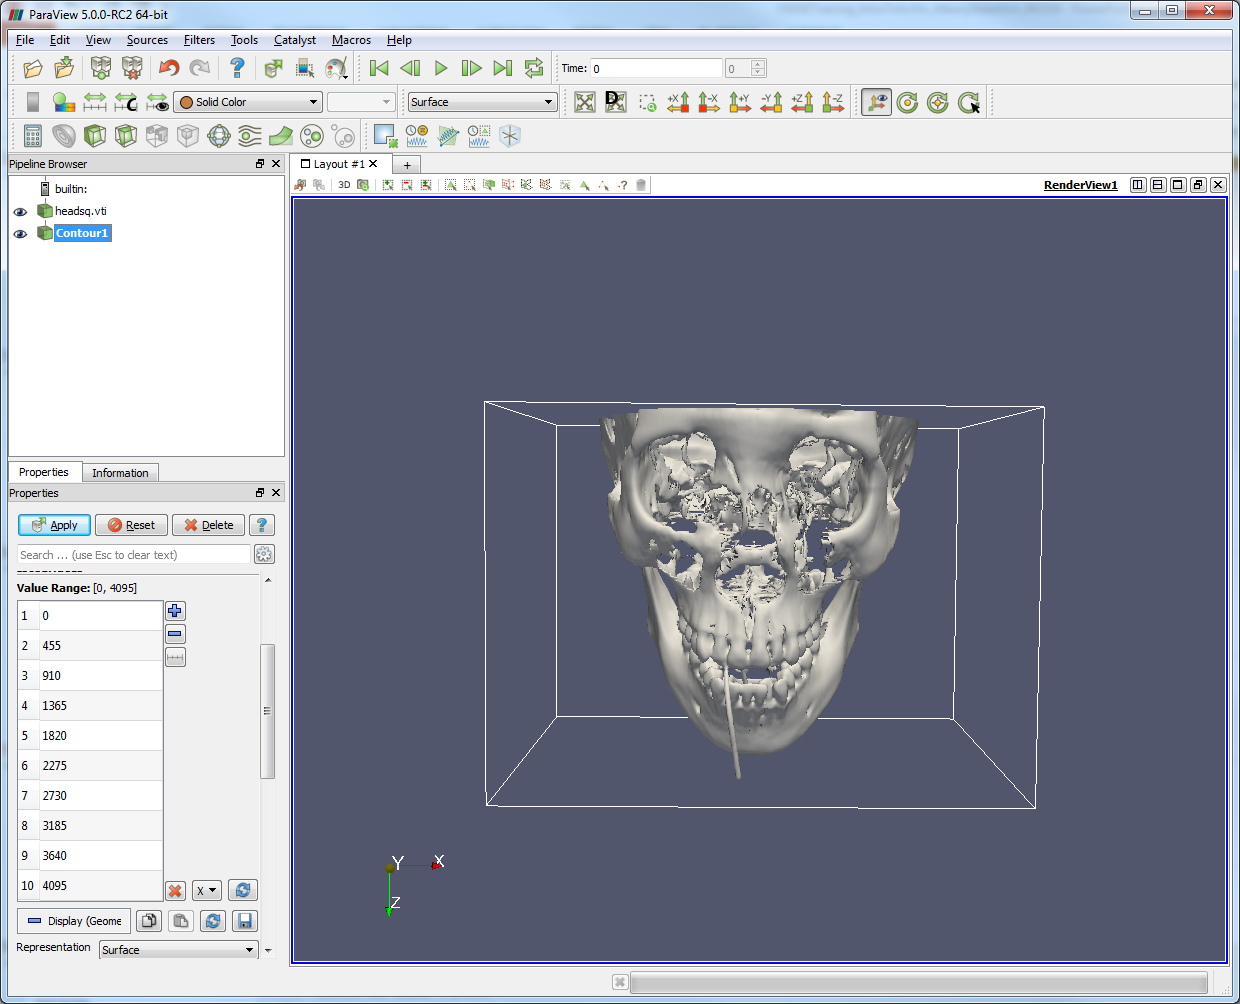 ParaView 5.0.0-RC2 64-bit
File Edit View Sources Filters Tools Catalyst Macros Help
Time: 0 0
Solid Color Surface
Pipeline Browser
Layout #1
3D
RenderView1
builtin:
headsq.vti
Contour1
Properties Information
Properties
Apply Reset Delete ?
Search ... (use Esc to clear text)
Value Range: [0, 4095]
1 0
2 455
3 910
4 1365
5 1820
6 2275
7 2730
8 3185
9 3640
10 4095
X
Display (Geome
Representation Surface
Y X
Z